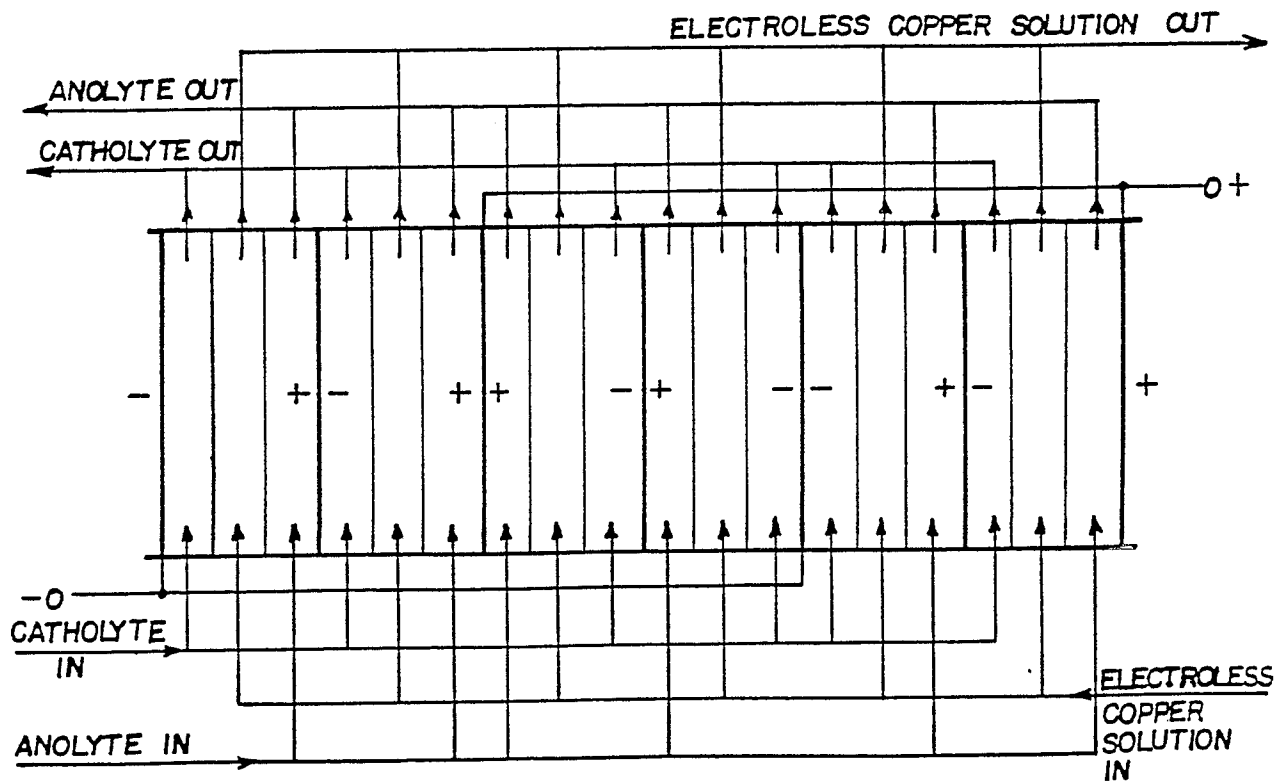 ELECTROLESS COPPER SOLUTION OUT
ANOLYTE OUT
CATHOLYTE OUT
o+
- + - + + - + - - + - +
-o
CATHOLYTE
IN
ELECTROLESS
COPPER
SOLUTION
IN
ANOLYTE IN